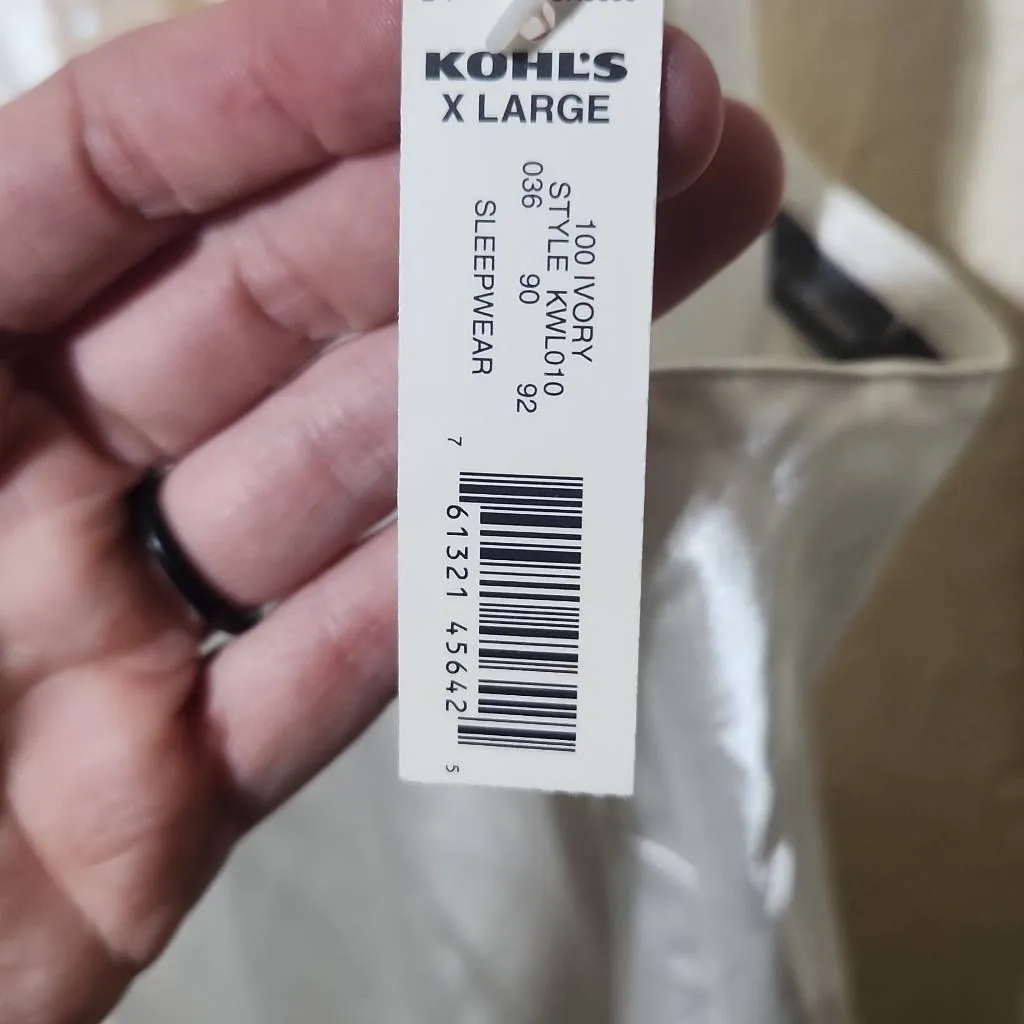 KOHL'S
X LARGE
100 IVORY
STYLE KWL010
036 90 92
SLEEPWEAR
7 61321 45642 5